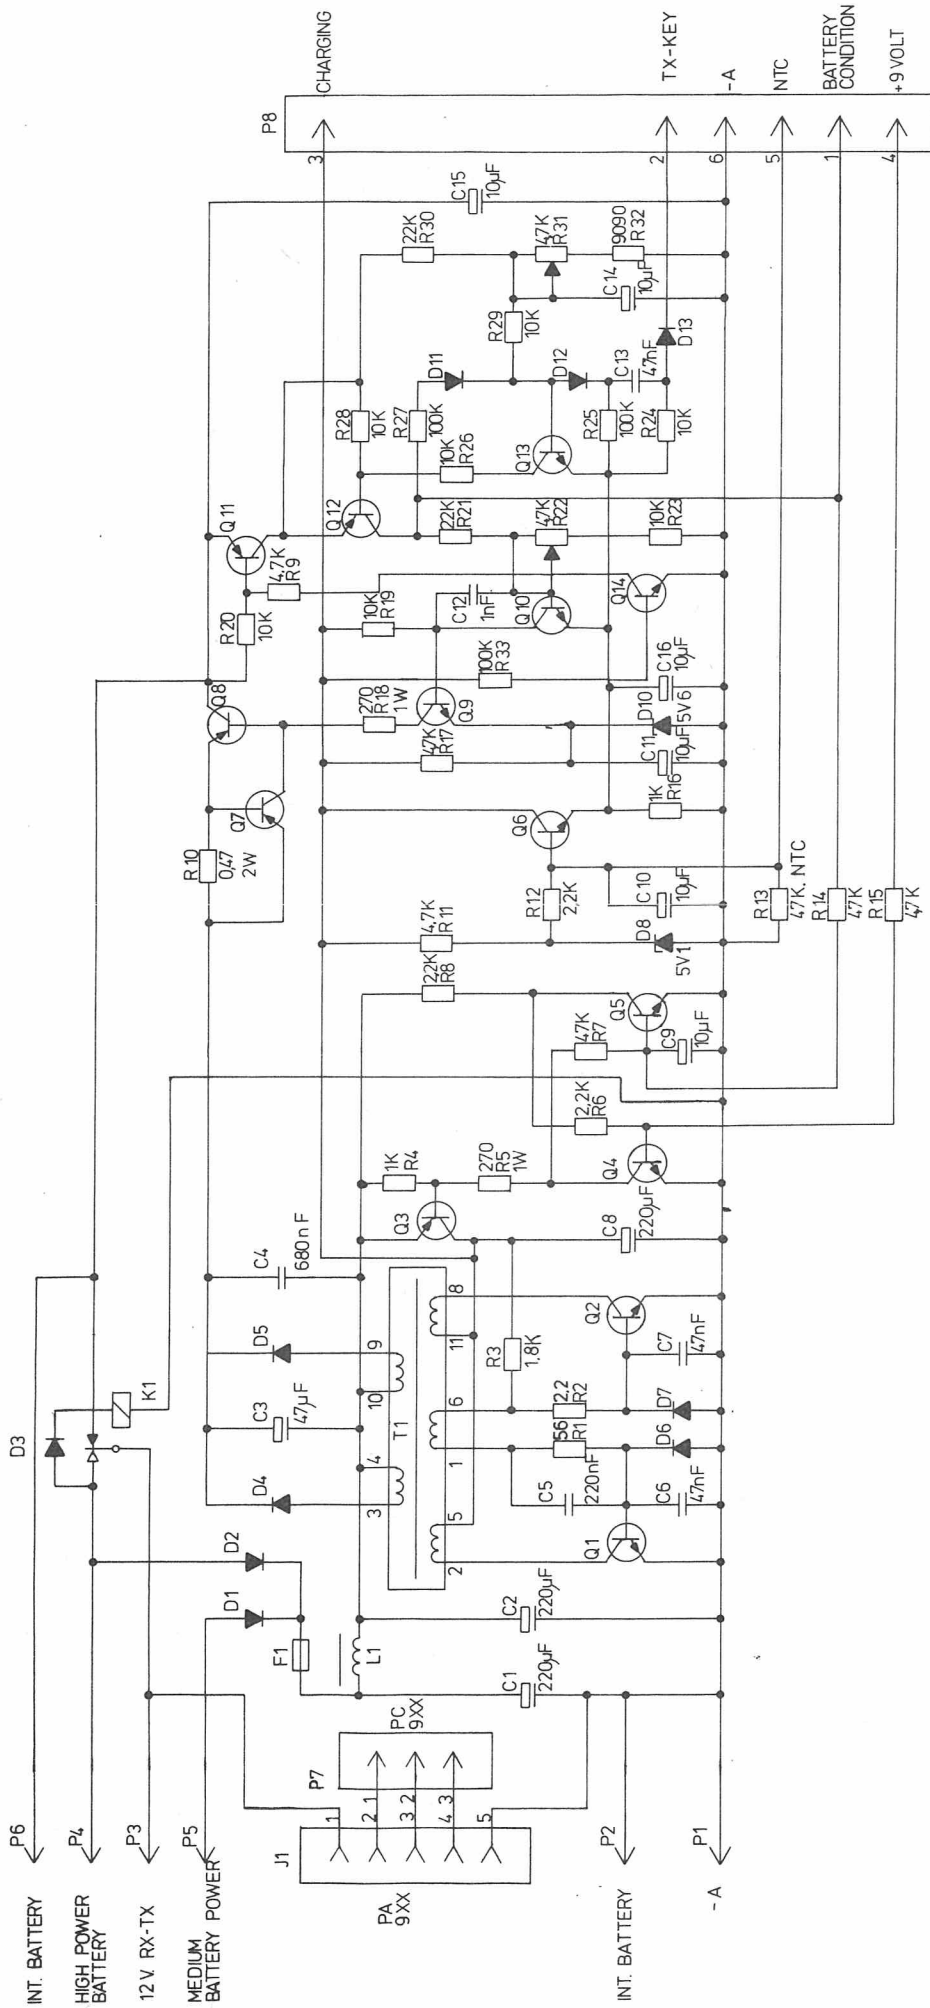 INT. BATTERY
P6
HIGH POWER
BATTERY
P4
12 V. RX-TX
P3
MEDIUM
BATTERY POWER
P5
J1
PA
9XX
1
2
3
4
5
P7
PC
9XX
1
2
3
INT. BATTERY
P2
- A
P1
D3
K1
D1
D2
F1
L1
C1
220µF
C2
220µF
D4
C3
47µF
D5
C4
680nF
3
4
10
9
T1
2
5
1
6
11
8
Q1
C5
220nF
C6
47nF
56
R1
2.2
R2
D6
D7
C7
47nF
R3
1.8K
Q2
Q3
1K
R4
270
R5
1W
C8
220µF
Q4
2,2K
R6
47K
R7
2,2K
R8
Q5
C9
10µF
R10
0,47
2W
Q7
Q8
4,7K
R11
R12
2,2K
D8
5V1
C10
10µF
Q6
1K
R16
R13
47K. NTC
R14
47K
R15
47K
47K
R17
270
R18
1W
Q9
C11
10µF
D10
5V6
C16
10µF
100K
R33
R20
10K
4,7K
R9
Q11
10K
R19
C12
1nF
Q10
Q14
Q12
22K
R21
47K
R22
10K
R23
R28
10K
R27
100K
10K
R26
Q13
R25
100K
R24
10K
D11
D12
C13
47nF
D13
R29
10K
22K
R30
47K
R31
9090
R32
C14
10µF
C15
10µF
P8
3
CHARGING
2
TX-KEY
6
-A
5
NTC
1
BATTERY
CONDITION
4
+9 VOLT